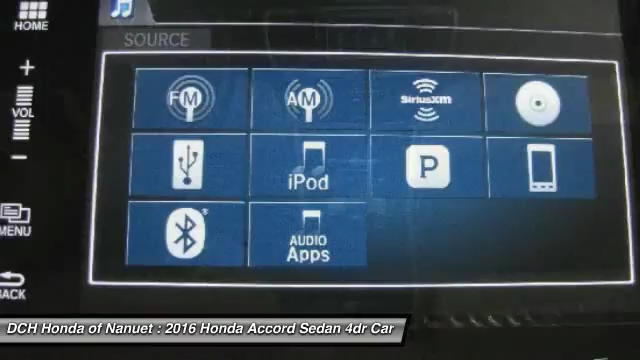 HOME
SOURCE
+
VOL
−
MENU
BACK
FM
AM
SiriusXM
iPod
P
AUDIO
Apps
DCH Honda of Nanuet : 2016 Honda Accord Sedan 4dr Car